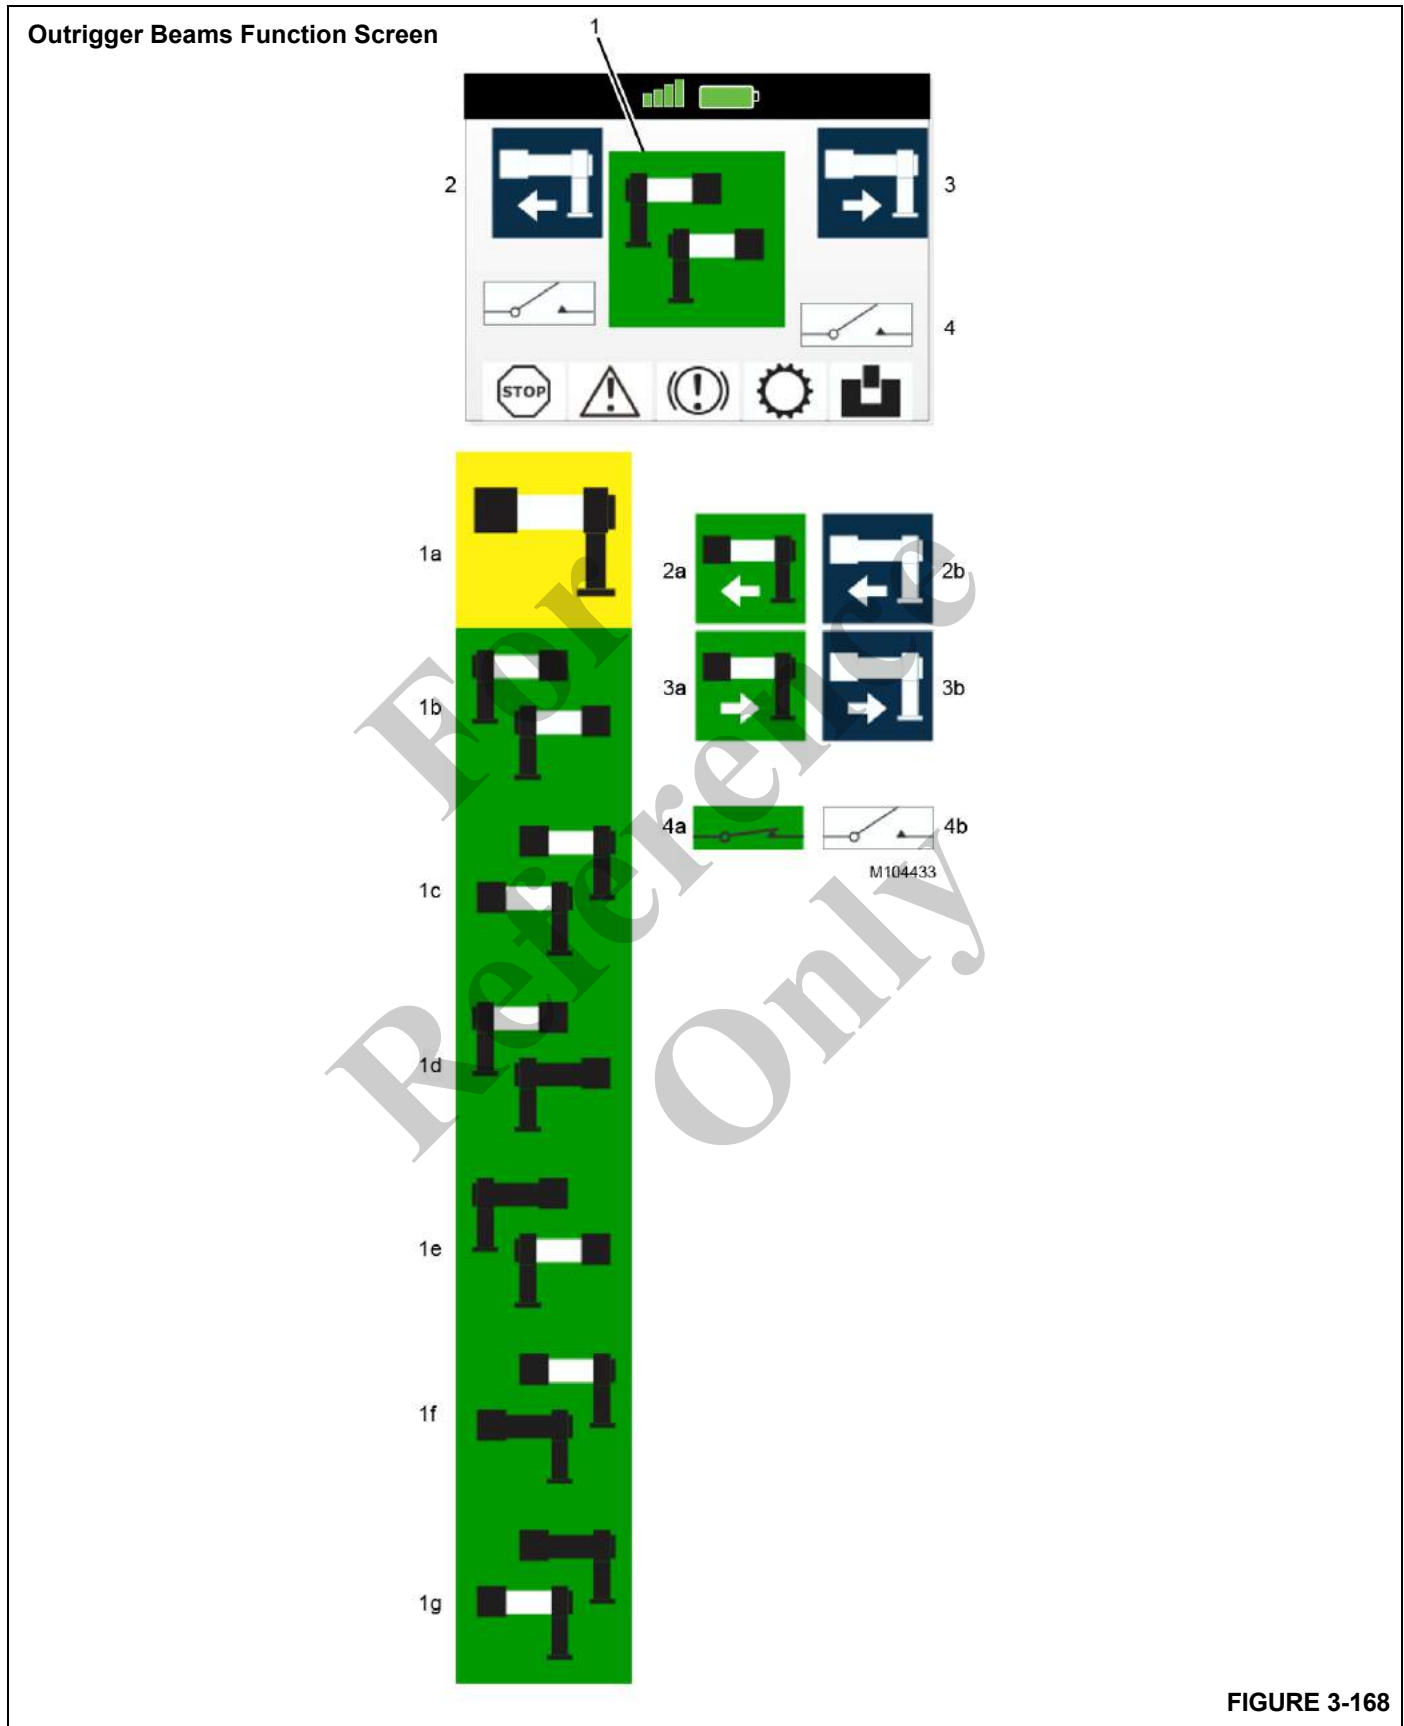 Outrigger Beams Function Screen
1
2
3
4
STOP
1a
2a
2b
1b
3a
3b
4a
4b
M104433
1c
1d
1e
1f
1g
For
Reference
Only
FIGURE 3-168